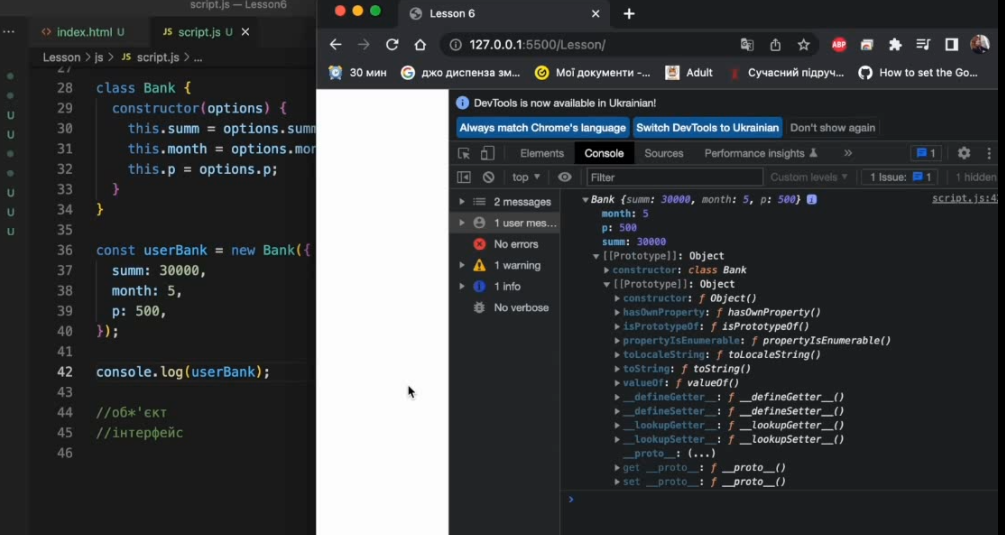 script.js — Lesson6
index.html U
JS script.js U
Lesson > js > JS script.js > ...
28 class Bank {
29 constructor(options) {
30 this.summ = options.summ
31 this.month = options.mon
32 this.p = options.p;
33 }
34 }
35
36 const userBank = new Bank({
37 summ: 30000,
38 month: 5,
39 p: 500,
40 });
41
42 console.log(userBank);
43
44 //об*'єкт
45 //інтерфейс
46
Lesson 6
127.0.0.1:5500/Lesson/
ABP
30 мин
джо диспенза зм...
Мої документи -...
Adult
Сучасний підруч...
How to set the Go...
DevTools is now available in Ukrainian!
Always match Chrome's language
Switch DevTools to Ukrainian
Don't show again
Elements
Console
Sources
Performance insights
1
top
Filter
Custom levels
1 Issue: 1
1 hidden
2 messages
1 user mes...
No errors
1 warning
1 info
No verbose
Bank {summ: 30000, month: 5, p: 500}
script.js:42
month: 5
p: 500
summ: 30000
[[Prototype]]: Object
constructor: class Bank
[[Prototype]]: Object
constructor: ƒ Object()
hasOwnProperty: ƒ hasOwnProperty()
isPrototypeOf: ƒ isPrototypeOf()
propertyIsEnumerable: ƒ propertyIsEnumerable()
toLocaleString: ƒ toLocaleString()
toString: ƒ toString()
valueOf: ƒ valueOf()
__defineGetter__: ƒ __defineGetter__()
__defineSetter__: ƒ __defineSetter__()
__lookupGetter__: ƒ __lookupGetter__()
__lookupSetter__: ƒ __lookupSetter__()
__proto__: (...)
get __proto__: ƒ __proto__()
set __proto__: ƒ __proto__()